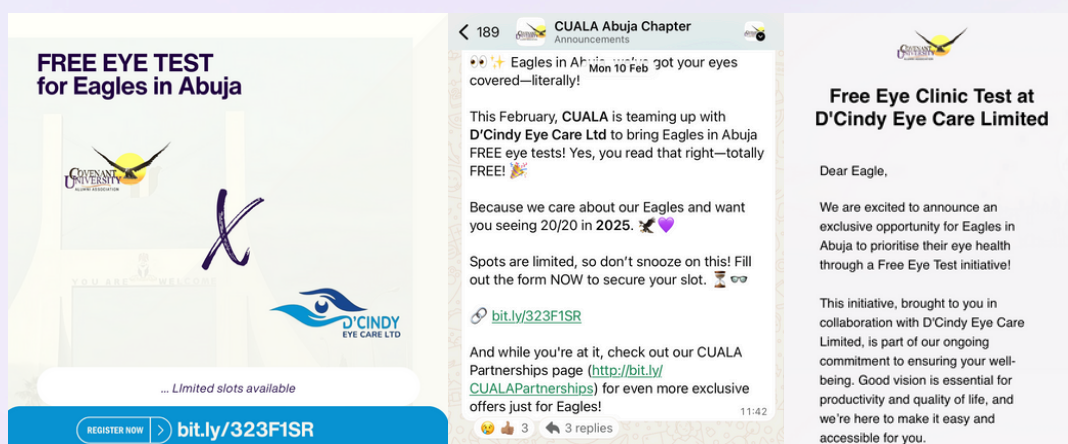 FREE EYE TEST
for Eagles in Abuja
COVENANT
UNIVERSITY
ALUMNI ASSOCIATION
X
YOU ARE WELCOME
D'CINDY
EYE CARE LTD
... LImited slots available
REGISTER NOW
bit.ly/323F1SR
189
CUALA Abuja Chapter
Announcements
👀✨ Eagles in Abuja, we've got your eyes
Mon 10 Feb
covered—literally!
This February, CUALA is teaming up with
D'Cindy Eye Care Ltd to bring Eagles in Abuja
FREE eye tests! Yes, you read that right—totally
FREE! 🎉
Because we care about our Eagles and want
you seeing 20/20 in 2025. 🦅💜
Spots are limited, so don't snooze on this! Fill
out the form NOW to secure your slot. ⏳👓
🔗 bit.ly/323F1SR
And while you're at it, check out our CUALA
Partnerships page (http://bit.ly/
CUALAPartnerships) for even more exclusive
offers just for Eagles!
11:42
😢 👍🏾 3
3 replies
COVENANT
UNIVERSITY
Free Eye Clinic Test at
D'Cindy Eye Care Limited
Dear Eagle,
We are excited to announce an
exclusive opportunity for Eagles in
Abuja to prioritise their eye health
through a Free Eye Test initiative!
This initiative, brought to you in
collaboration with D'Cindy Eye Care
Limited, is part of our ongoing
commitment to ensuring your well-
being. Good vision is essential for
productivity and quality of life, and
we're here to make it easy and
accessible for you.